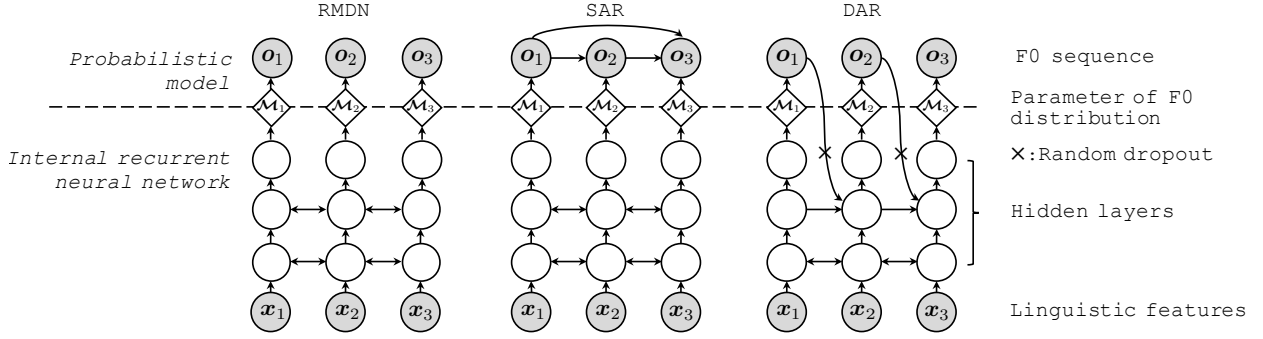 RMDN SAR DAR
Probabilistic
model
o₁ o₂ o₃ o₁ o₂ o₃ o₁ o₂ o₃
F0 sequence
ℳ₁ ℳ₂ ℳ₃ ℳ₁ ℳ₂ ℳ₃ ℳ₁ ℳ₂ ℳ₃
Parameter of F0
distribution
Internal recurrent
neural network
×:Random dropout
Hidden layers
x₁ x₂ x₃ x₁ x₂ x₃ x₁ x₂ x₃
Linguistic features